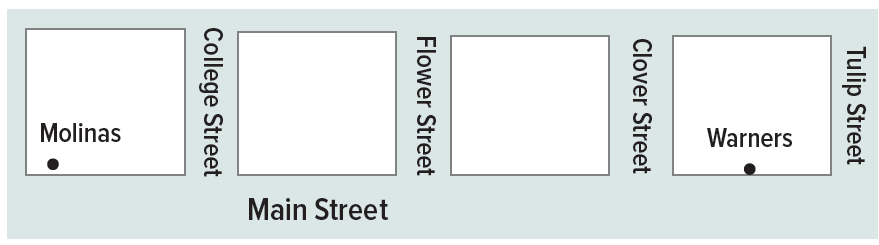 Molinas
College Street
Flower Street
Clover Street
Warners
Tulip Street
Main Street